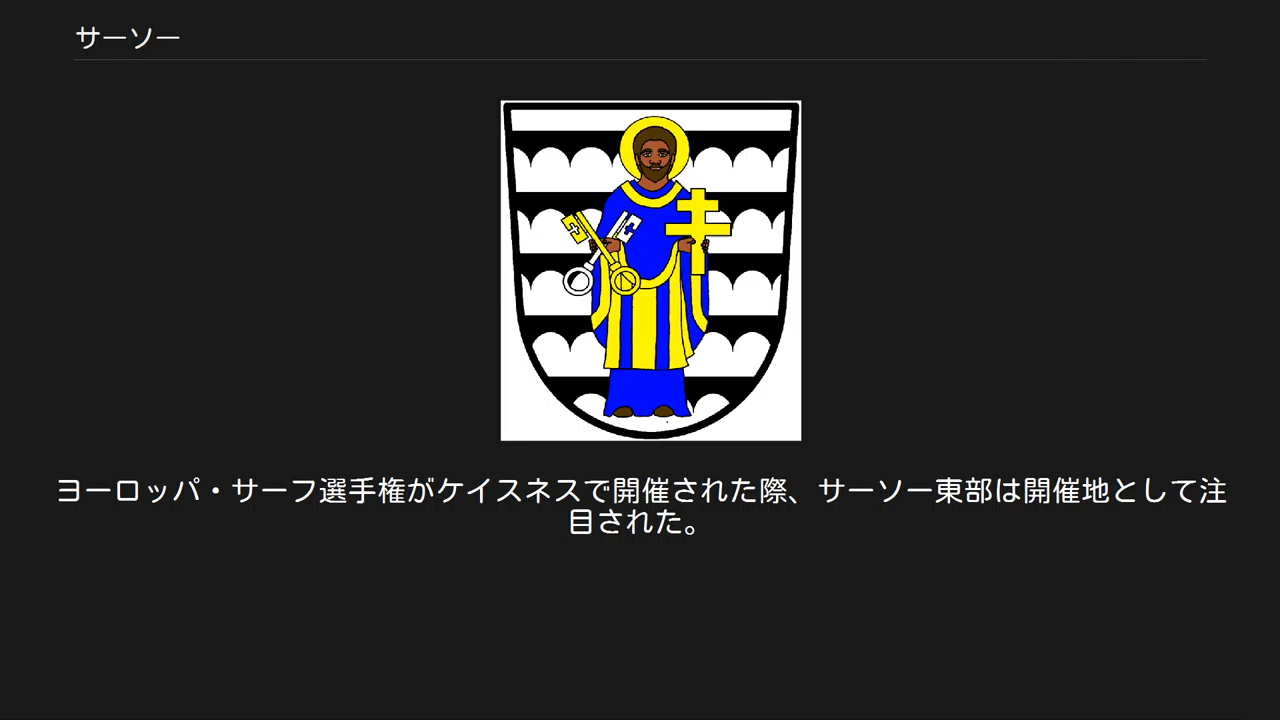 サーソー
ヨーロッパ・サーフ選手権がケイスネスで開催された際、サーソー東部は開催地として注
目された。